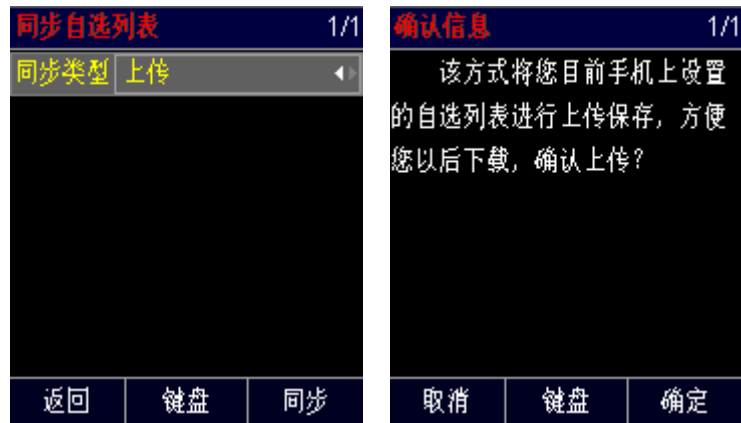 同步自选列表 1/1
同步类型 上传
返回 键盘 同步
确认信息 1/1
该方式将您目前手机上设置
的自选列表进行上传保存，方便
您以后下载，确认上传？
取消 键盘 确定